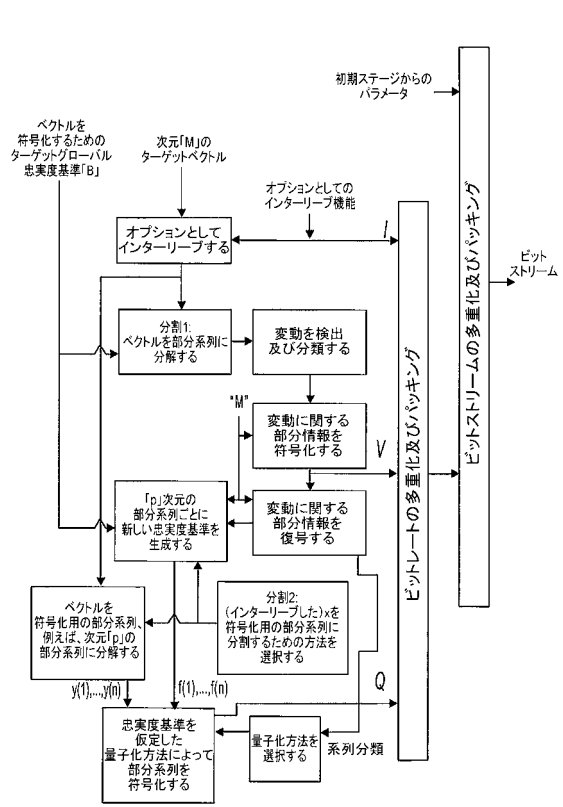 初期ステージからの
パラメータ
ベクトルを
符号化するための
ターゲットグローバル
忠実度基準「B」
次元「M」の
ターゲットベクトル
オプションとしての
インターリーブ機能
オプションとして
インターリーブする
I
ビット
ストリーム
分割1:
ベクトルを部分系列に
分解する
変動を検出
及び分類する
"M"
変動に関する
部分情報を
符号化する
V
「p」次元の
部分系列ごとに
新しい忠実度基準を
生成する
変動に関する
部分情報を
復号する
ビットレートの多重化及びパッキング
ビットストリームの多重化及びパッキング
ベクトルを
符号化用の部分系列、
例えば、次元「p」の
部分系列に分解する
分割2:
(インターリーブした)xを
符号化用の部分系列に
分割するための方法を
選択する
y(1),...,y(n)
f(1),...,f(n)
Q
忠実度基準を
仮定した
量子化方法によって
部分系列を
符号化する
量子化方法を
選択する
系列分類